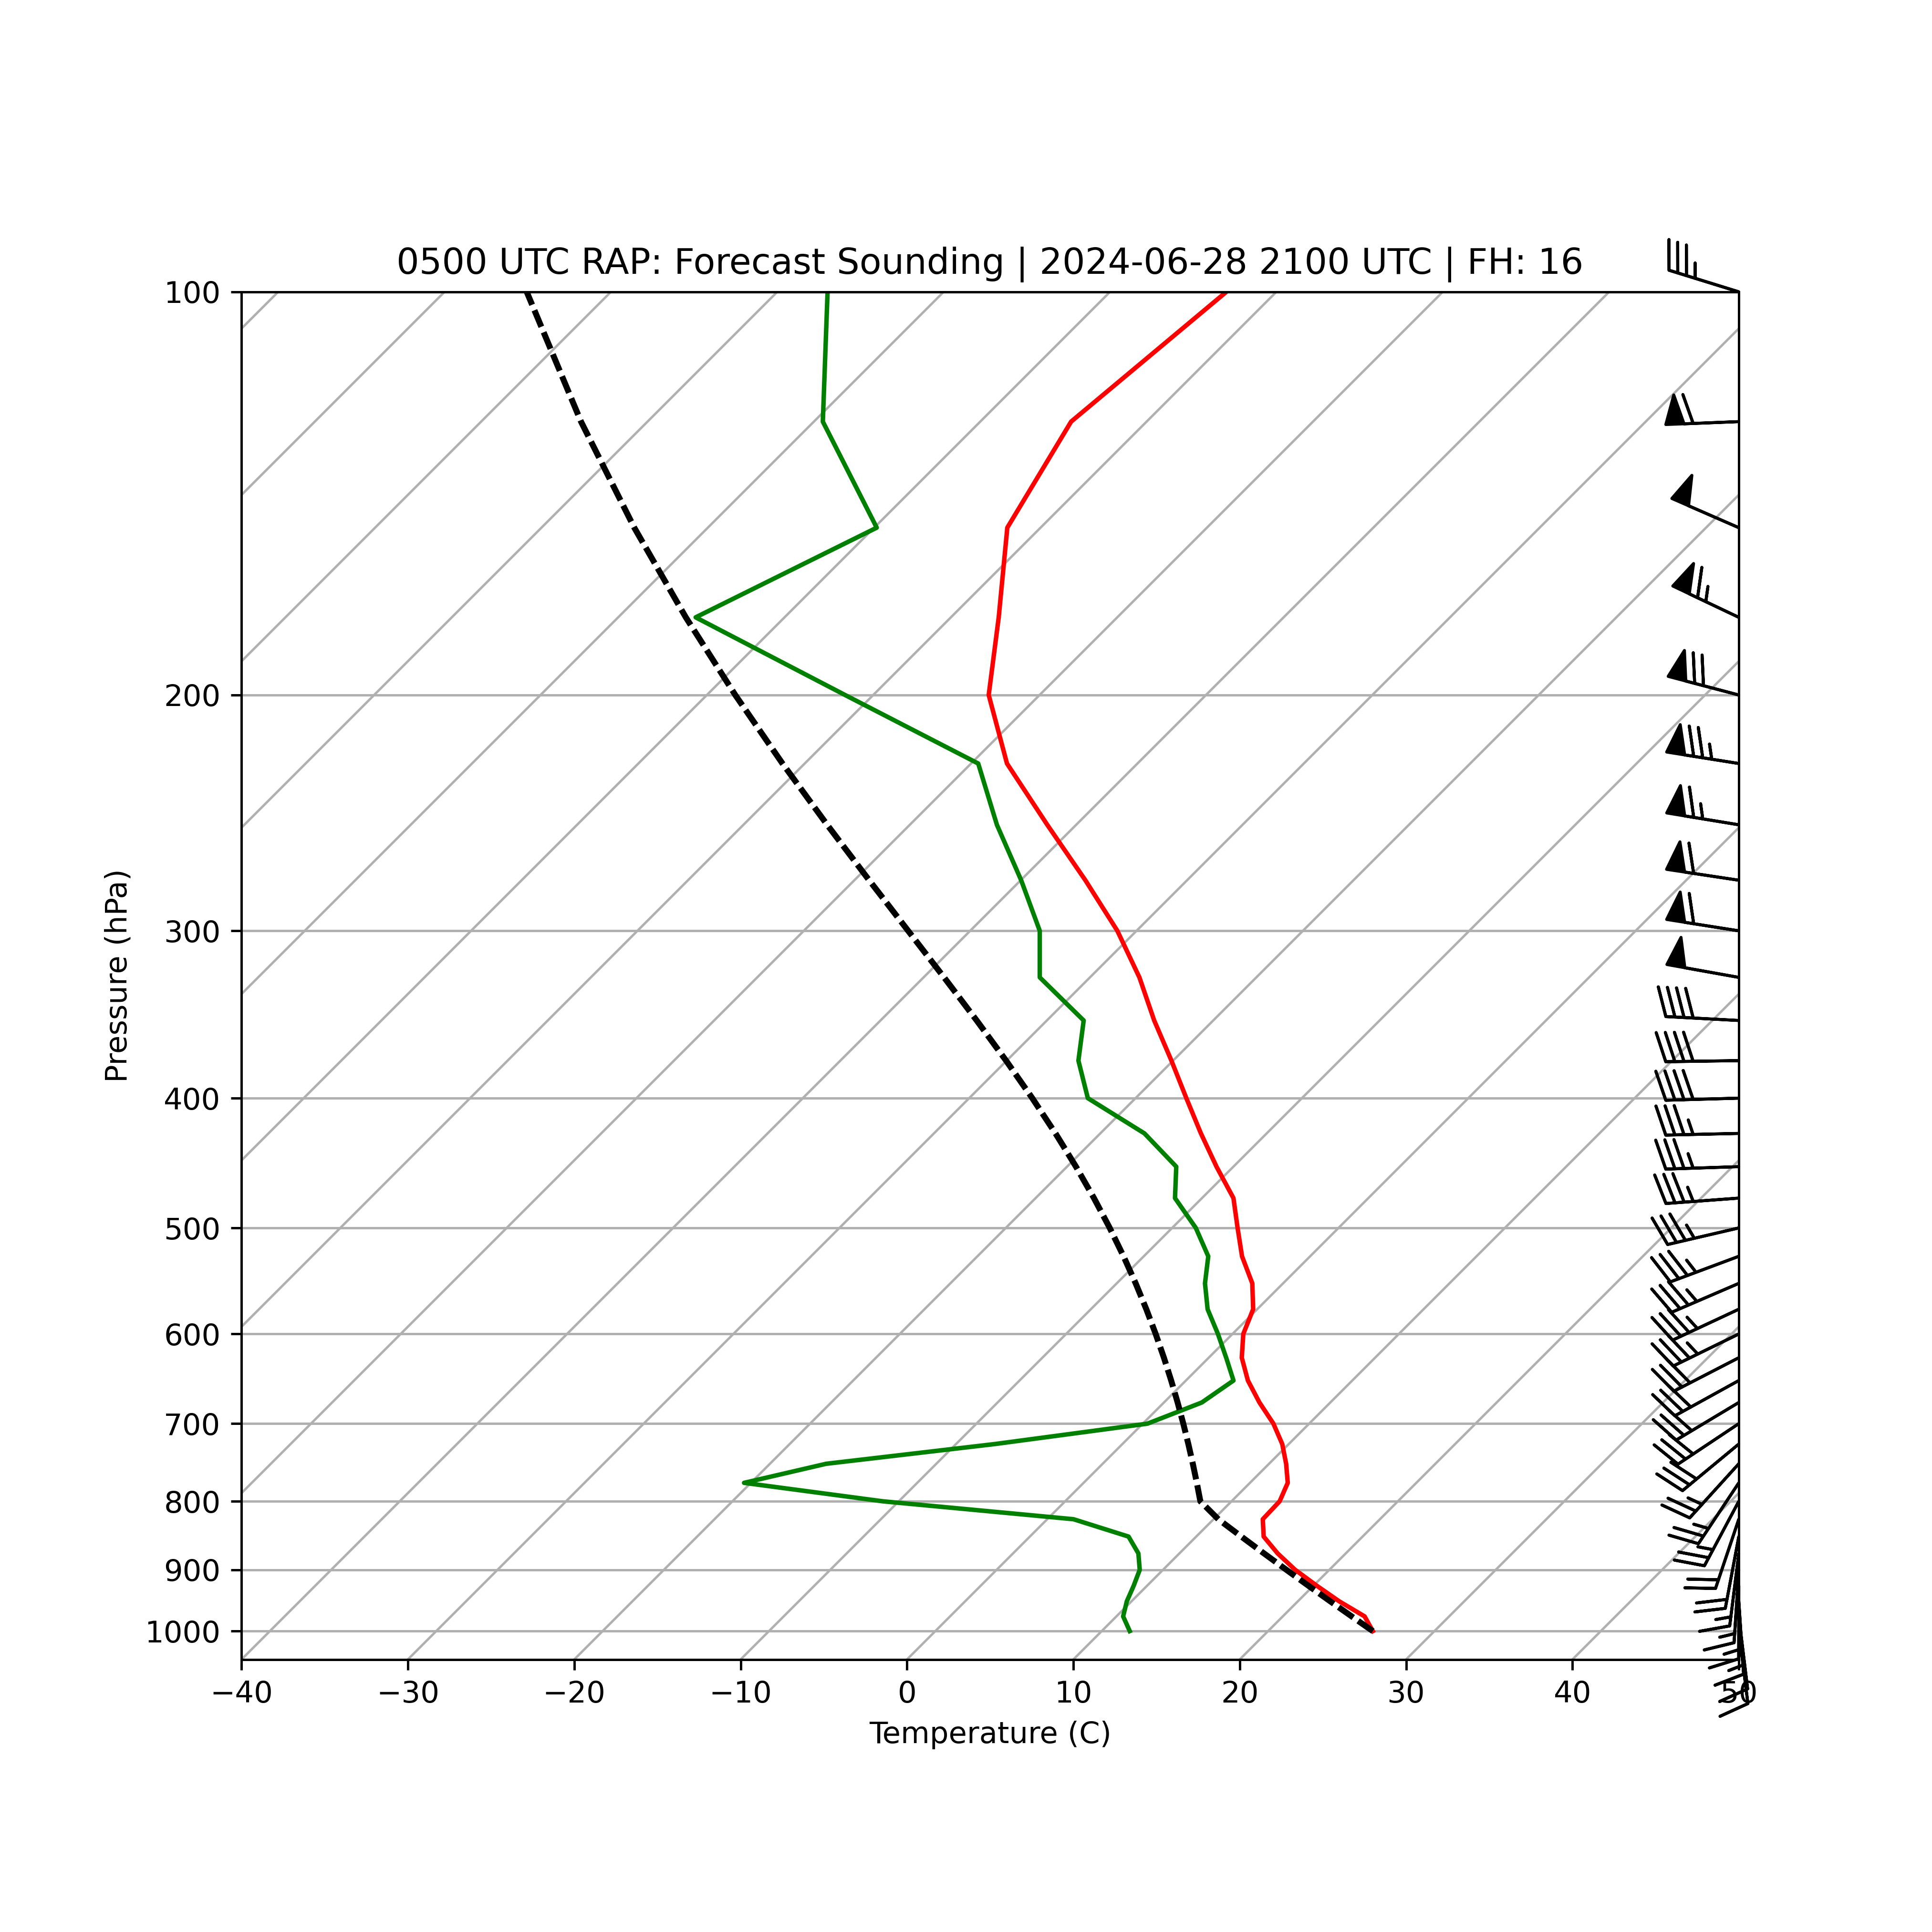 0500 UTC RAP: Forecast Sounding | 2024-06-28 2100 UTC | FH: 16
100
200
300
400
500
600
700
800
900
1000
Pressure (hPa)
−40 −30 −20 −10 0 10 20 30 40 50
Temperature (C)